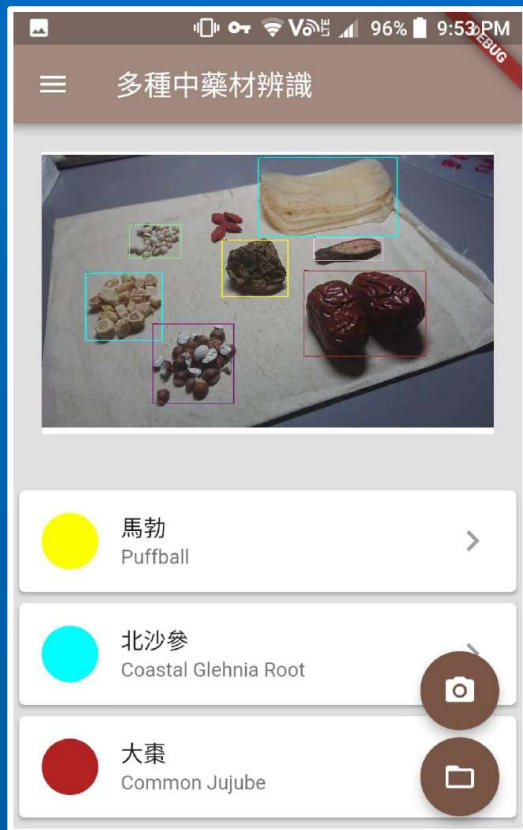 96% 9:53 PM
DEBUG
多種中藥材辨識
馬勃
Puffball
北沙參
Coastal Glehnia Root
大棗
Common Jujube